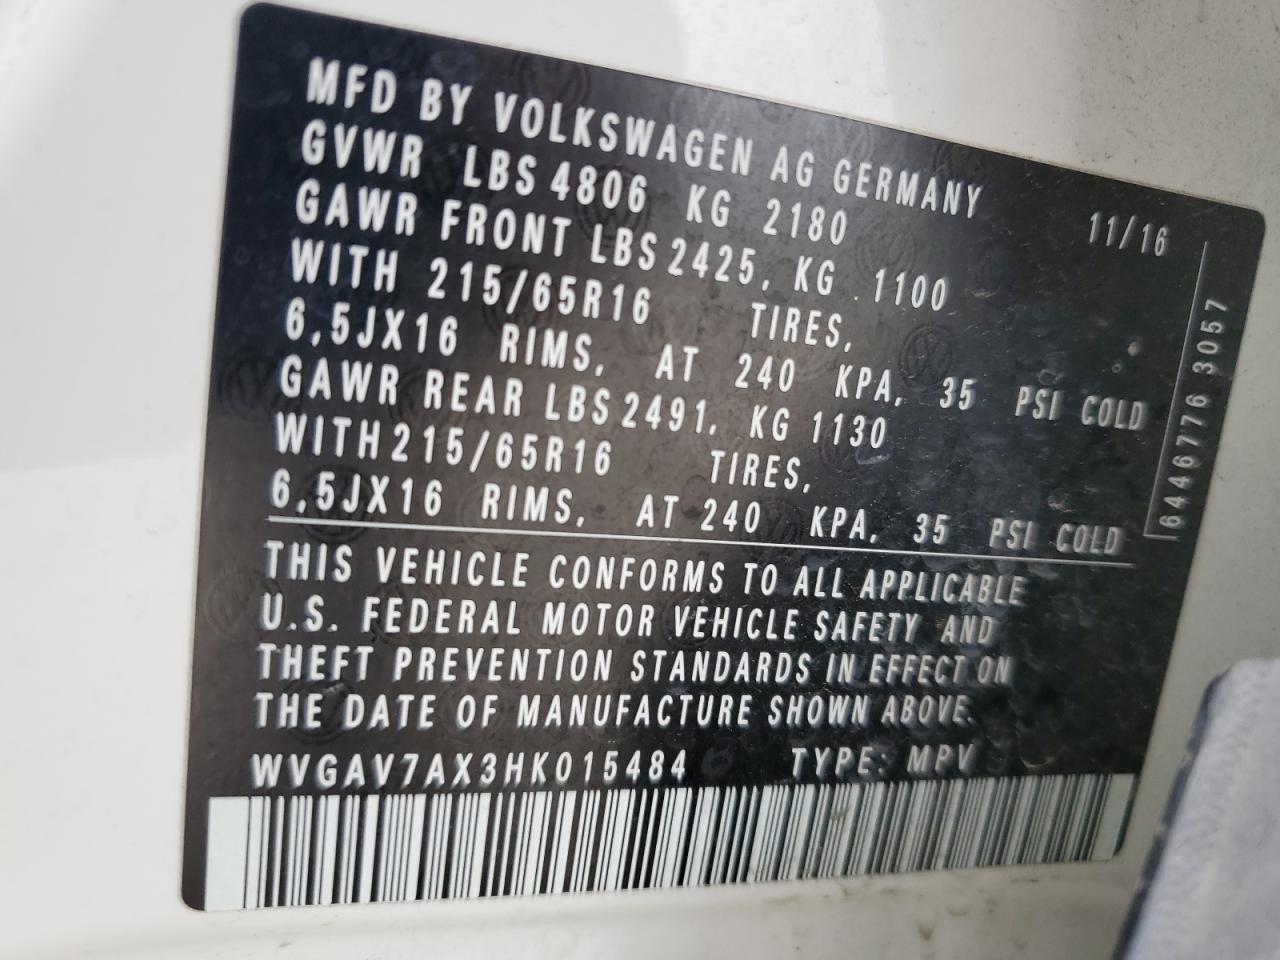 MFD BY VOLKSWAGEN AG GERMANY
GVWR LBS 4806 KG 2180 11/16
GAWR FRONT LBS 2425, KG 1100
WITH 215/65R16 TIRES,
6,5JX16 RIMS, AT 240 KPA, 35 PSI COLD
GAWR REAR LBS 2491, KG 1130
WITH 215/65R16 TIRES,
6,5JX16 RIMS, AT 240 KPA, 35 PSI COLD
THIS VEHICLE CONFORMS TO ALL APPLICABLE
U.S. FEDERAL MOTOR VEHICLE SAFETY AND
THEFT PREVENTION STANDARDS IN EFFECT ON
THE DATE OF MANUFACTURE SHOWN ABOVE.
WVGAV7AX3HK015484 TYPE: MPV
6446776 3057